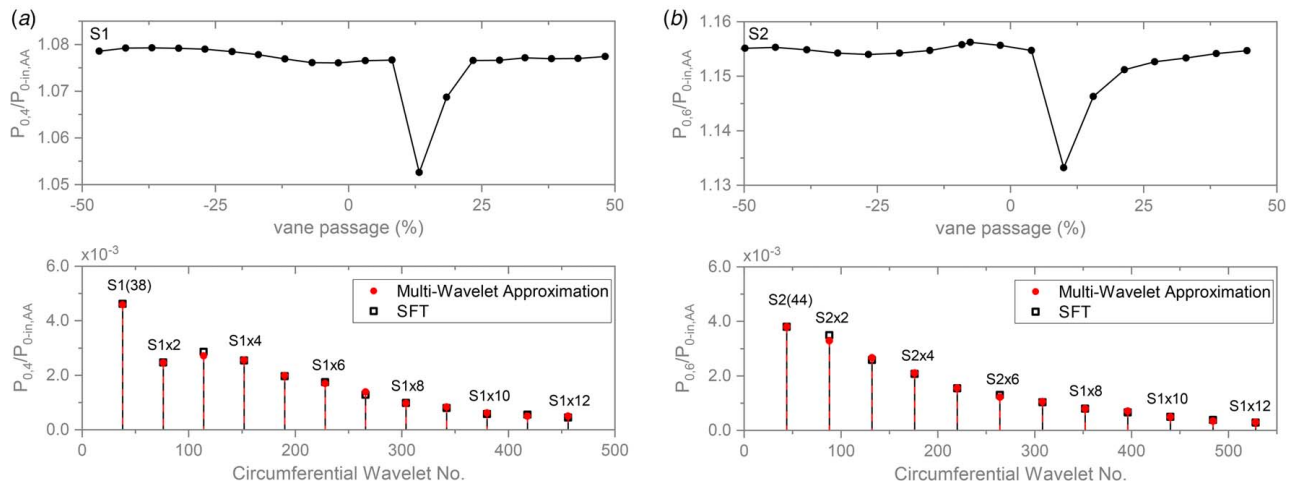 (a)
S1
1.08
1.07
1.06
1.05
P0,4/P0-in,AA
-50 -25 0 25 50
vane passage (%)
x10-3
6.0
4.0
2.0
0.0
P0,4/P0-in,AA
S1(38)
S1x2
S1x4
S1x6
S1x8
S1x10
S1x12
Multi-Wavelet Approximation
SFT
0 100 200 300 400 500
Circumferential Wavelet No.
(b)
S2
1.16
1.15
1.14
1.13
P0,6/P0-in,AA
-50 -25 0 25 50
vane passage (%)
x10-3
6.0
4.0
2.0
0.0
P0,6/P0-in,AA
S2(44)
S2x2
S2x4
S2x6
S1x8
S1x10
S1x12
Multi-Wavelet Approximation
SFT
0 100 200 300 400 500
Circumferential Wavelet No.